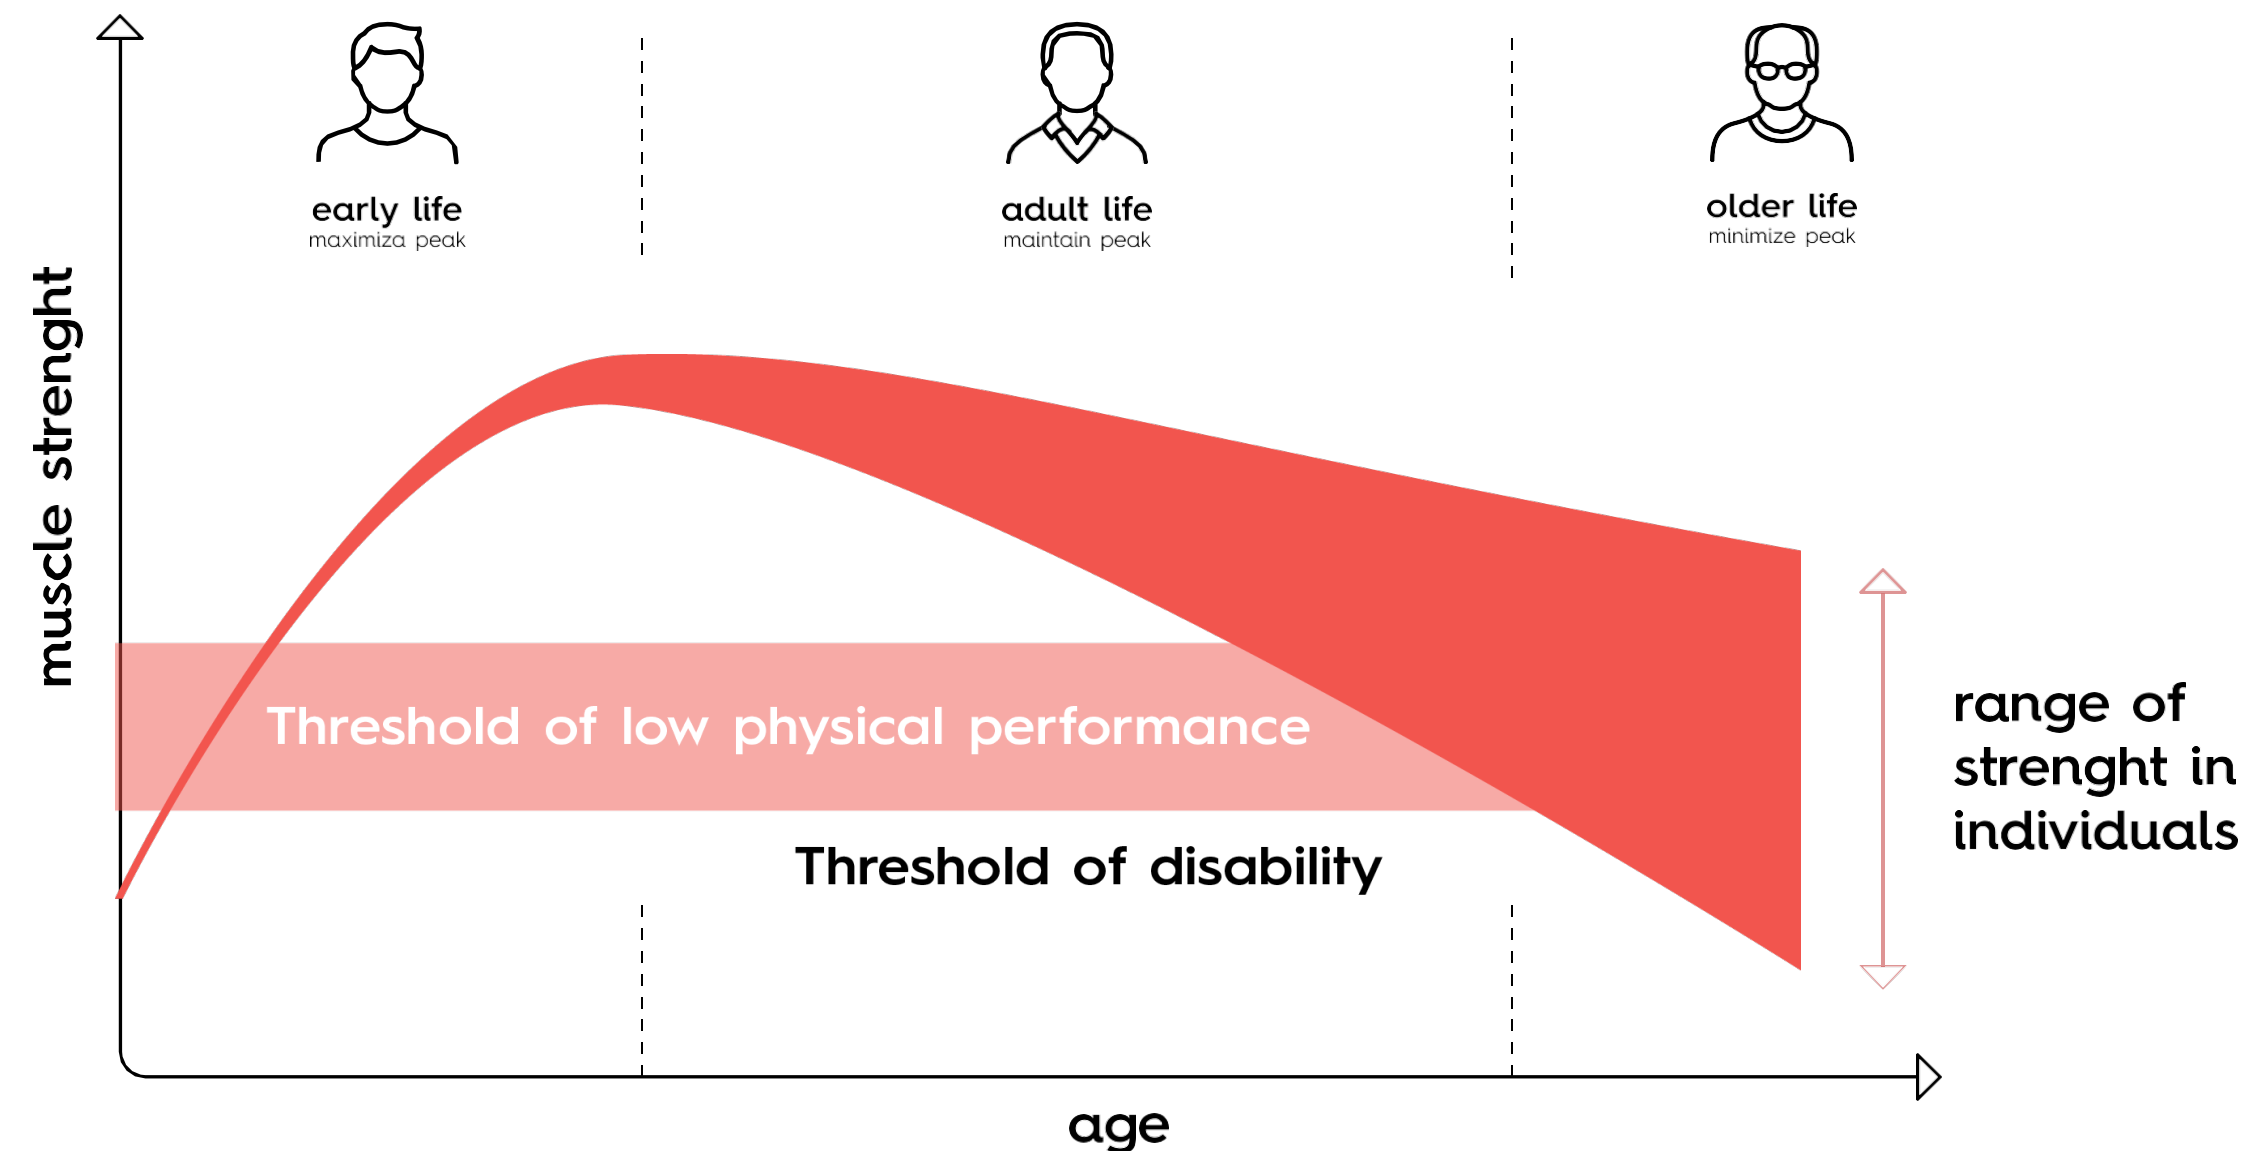 early life
maximiza peak
adult life
maintain peak
older life
minimize peak
muscle strenght
Threshold of low physical performance
Threshold of disability
range of
strenght in
individuals
age